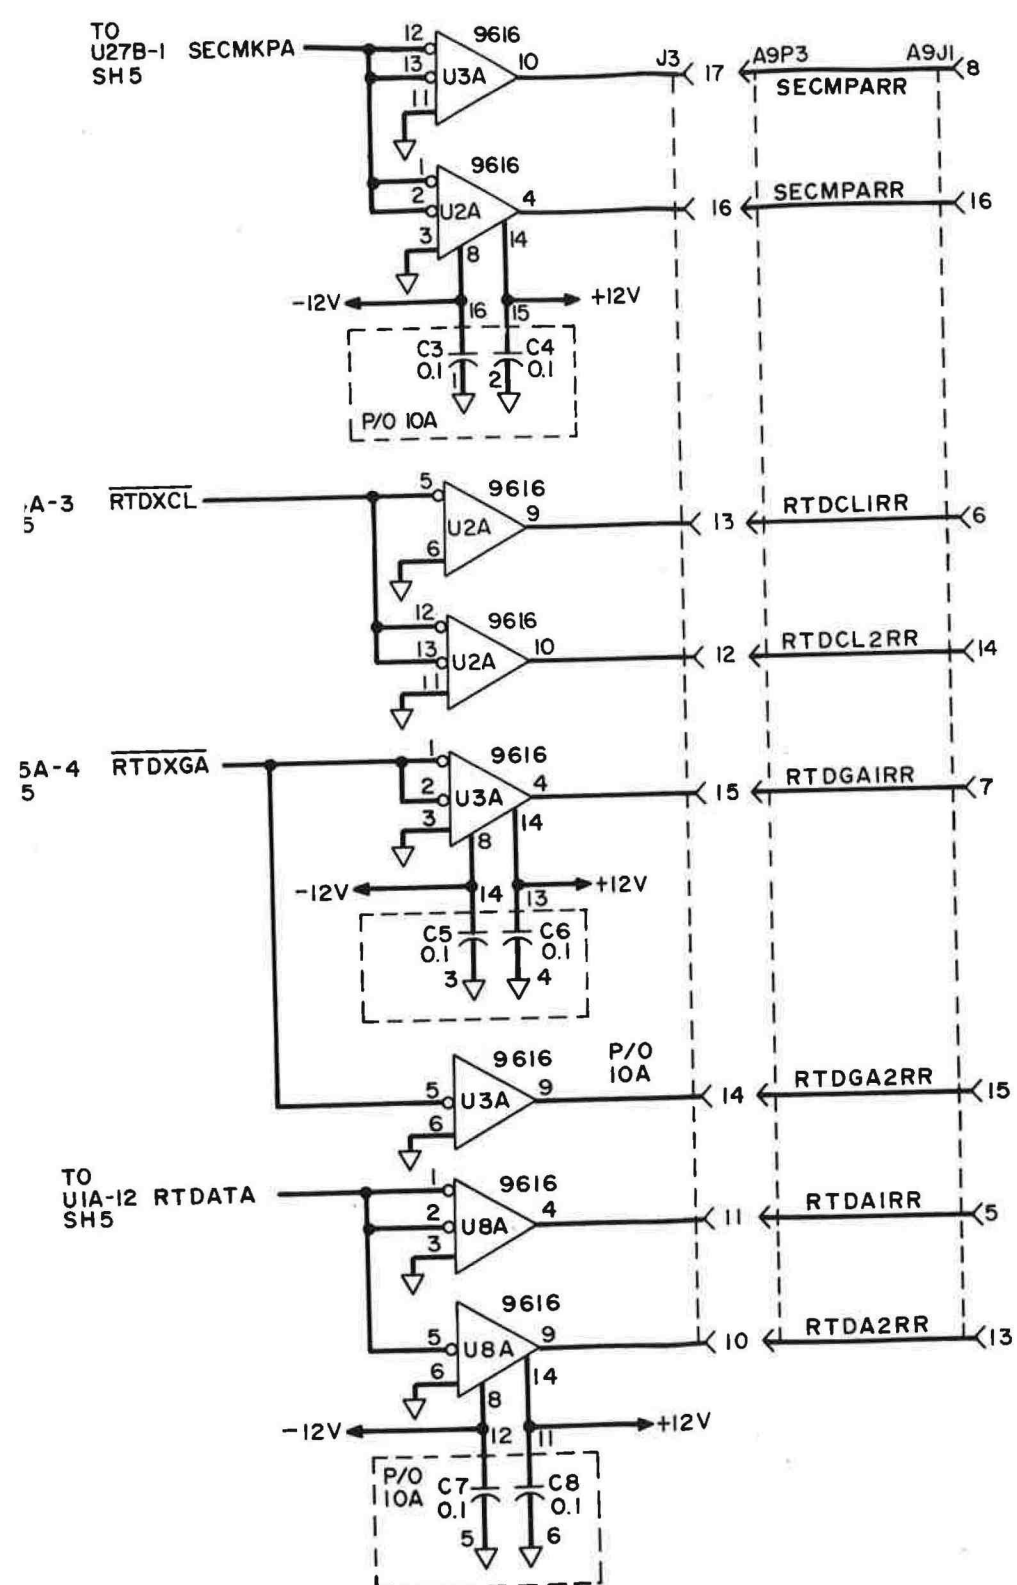 TO
U27B-1 SECMKPA
SH5
12 9616
13 U3A 10
11
J3 17 A9P3 A9J1 8
SECMPARR
1 9616
2 U2A 4
3 8 14
16 SECMPARR 16
-12V +12V
16 15
C3 C4
0.1 0.1
1 2
P/O 10A
A-3 RTDXCL
5
5 9616
U2A 9
6
13 RTDCL1RR 6
12 9616
13 U2A 10
11
12 RTDCL2RR 14
5A-4 RTDXGA
5
1 9616
2 U3A 4
3 8 14
15 RTDGA1RR 7
-12V +12V
14 13
C5 C6
0.1 0.1
3 4
9616 P/O
10A
5 U3A 9
6
14 RTDGA2RR 15
TO
U1A-12 RTDATA
SH5
1 9616
2 U8A 4
3
11 RTDA1RR 5
9616
5 U8A 9
6 8 14
10 RTDA2RR 13
-12V +12V
12 11
P/O
10A
C7 C8
0.1 0.1
5 6